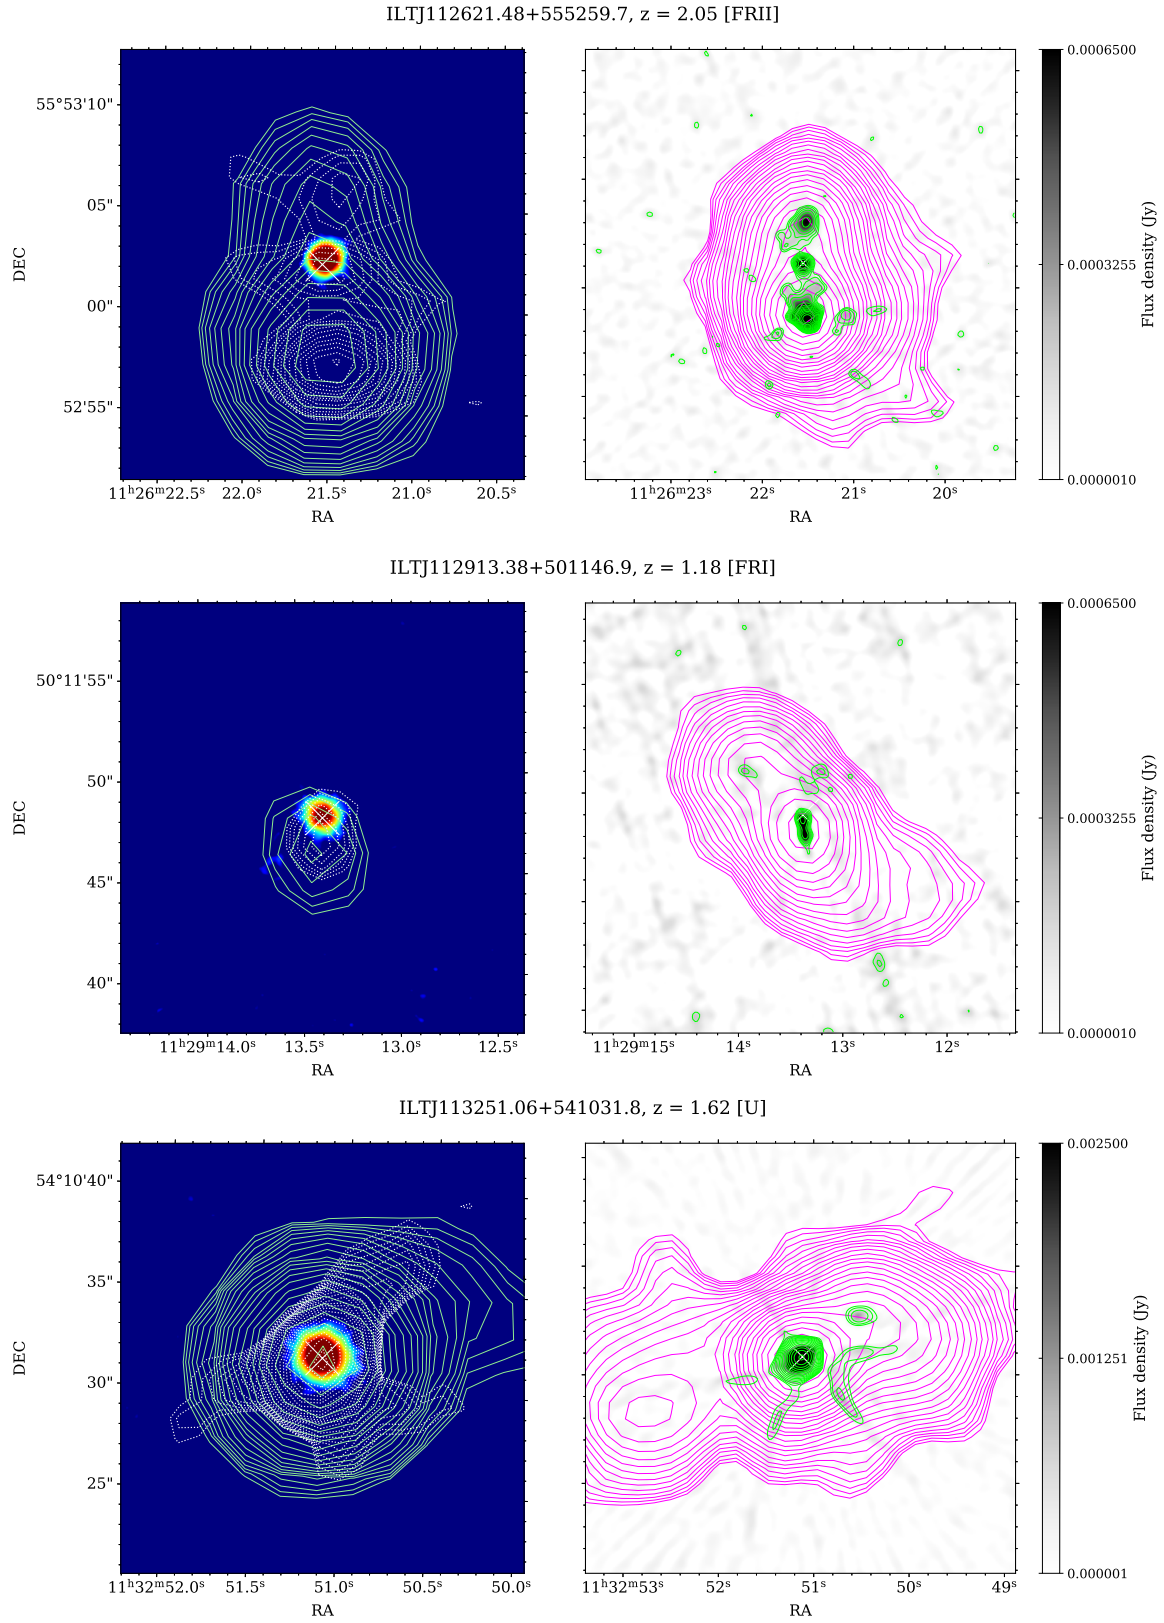 ILTJ112621.48+555259.7, z = 2.05 [FRII]
55°53'10"
05"
00"
52'55"
DEC
11ʰ26ᵐ22.5ˢ 22.0ˢ 21.5ˢ 21.0ˢ 20.5ˢ
RA
11ʰ26ᵐ23ˢ 22ˢ 21ˢ 20ˢ
RA
0.0006500
0.0003255
0.0000010
Flux density (Jy)
ILTJ112913.38+501146.9, z = 1.18 [FRI]
50°11'55"
50"
45"
40"
DEC
11ʰ29ᵐ14.0ˢ 13.5ˢ 13.0ˢ 12.5ˢ
RA
11ʰ29ᵐ15ˢ 14ˢ 13ˢ 12ˢ
RA
0.0006500
0.0003255
0.0000010
Flux density (Jy)
ILTJ113251.06+541031.8, z = 1.62 [U]
54°10'40"
35"
30"
25"
DEC
11ʰ32ᵐ52.0ˢ 51.5ˢ 51.0ˢ 50.5ˢ 50.0ˢ
RA
11ʰ32ᵐ53ˢ 52ˢ 51ˢ 50ˢ 49ˢ
RA
0.002500
0.001251
0.000001
Flux density (Jy)